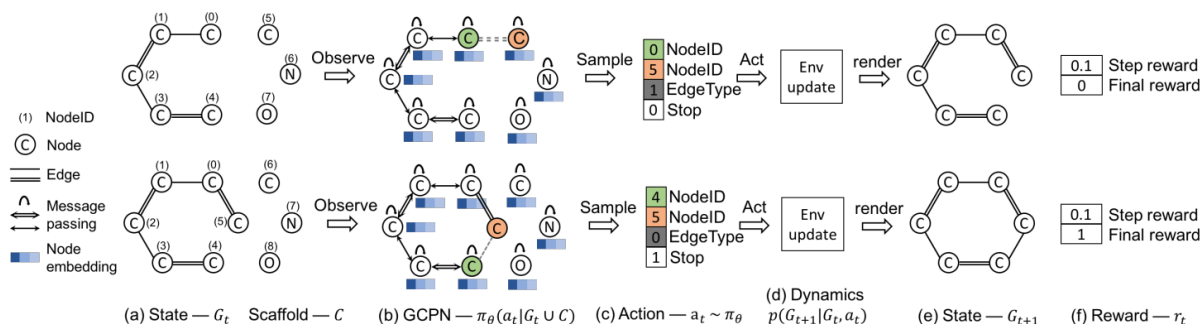 (1) NodeID
C Node
Edge
Message
passing
Node
embedding
(1) (0) (5)
C C C
(6)
N
(2)
C
(3) (4) (7)
C C O
Observe
C C C
C N
C C O
Sample
0 NodeID
5 NodeID
1 EdgeType
0 Stop
Act
Env
update
render
C C
C C
C C
0.1 Step reward
0 Final reward
(1) (0) (6)
C C C
(7)
N
(2) (5)
C C
(3) (4) (8)
C C O
Observe
C C C
C C N
C C O
Sample
4 NodeID
5 NodeID
0 EdgeType
1 Stop
Act
Env
update
render
C C
C C
C C
0.1 Step reward
1 Final reward
(a) State — G_t Scaffold — C
(b) GCPN — π_θ(a_t|G_t ∪ C)
(c) Action — a_t ~ π_θ
(d) Dynamics
p(G_{t+1}|G_t, a_t)
(e) State — G_{t+1}
(f) Reward — r_t